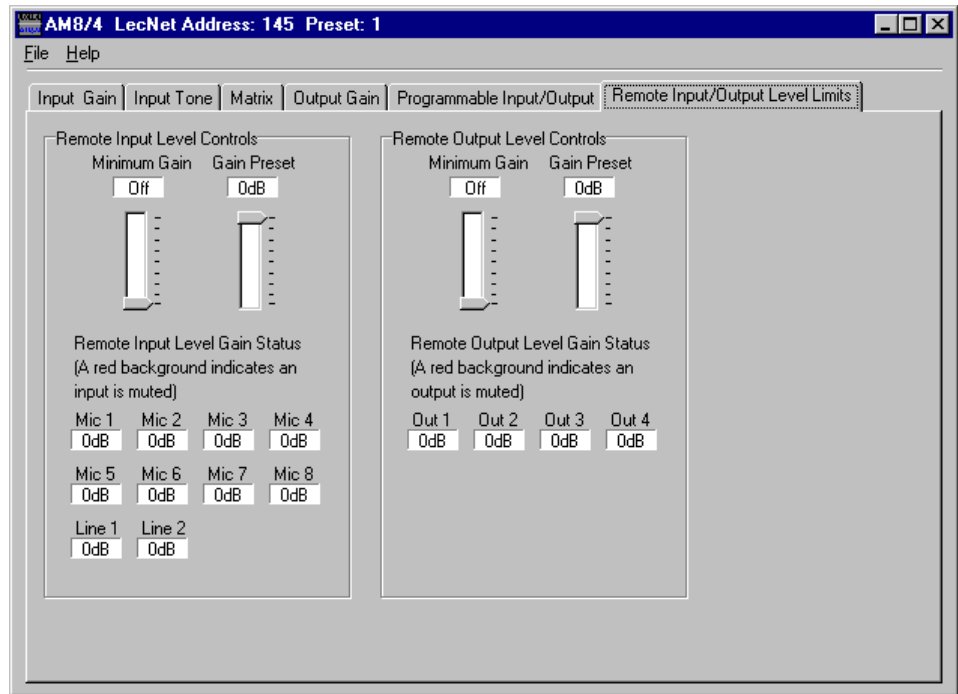 AM8/4 LecNet Address: 145 Preset: 1
File Help
Input Gain Input Tone Matrix Output Gain Programmable Input/Output Remote Input/Output Level Limits
Remote Input Level Controls
Minimum Gain Gain Preset
Off 0dB
Remote Input Level Gain Status
(A red background indicates an
input is muted)
Mic 1 Mic 2 Mic 3 Mic 4
0dB 0dB 0dB 0dB
Mic 5 Mic 6 Mic 7 Mic 8
0dB 0dB 0dB 0dB
Line 1 Line 2
0dB 0dB
Remote Output Level Controls
Minimum Gain Gain Preset
Off 0dB
Remote Output Level Gain Status
(A red background indicates an
output is muted)
Out 1 Out 2 Out 3 Out 4
0dB 0dB 0dB 0dB